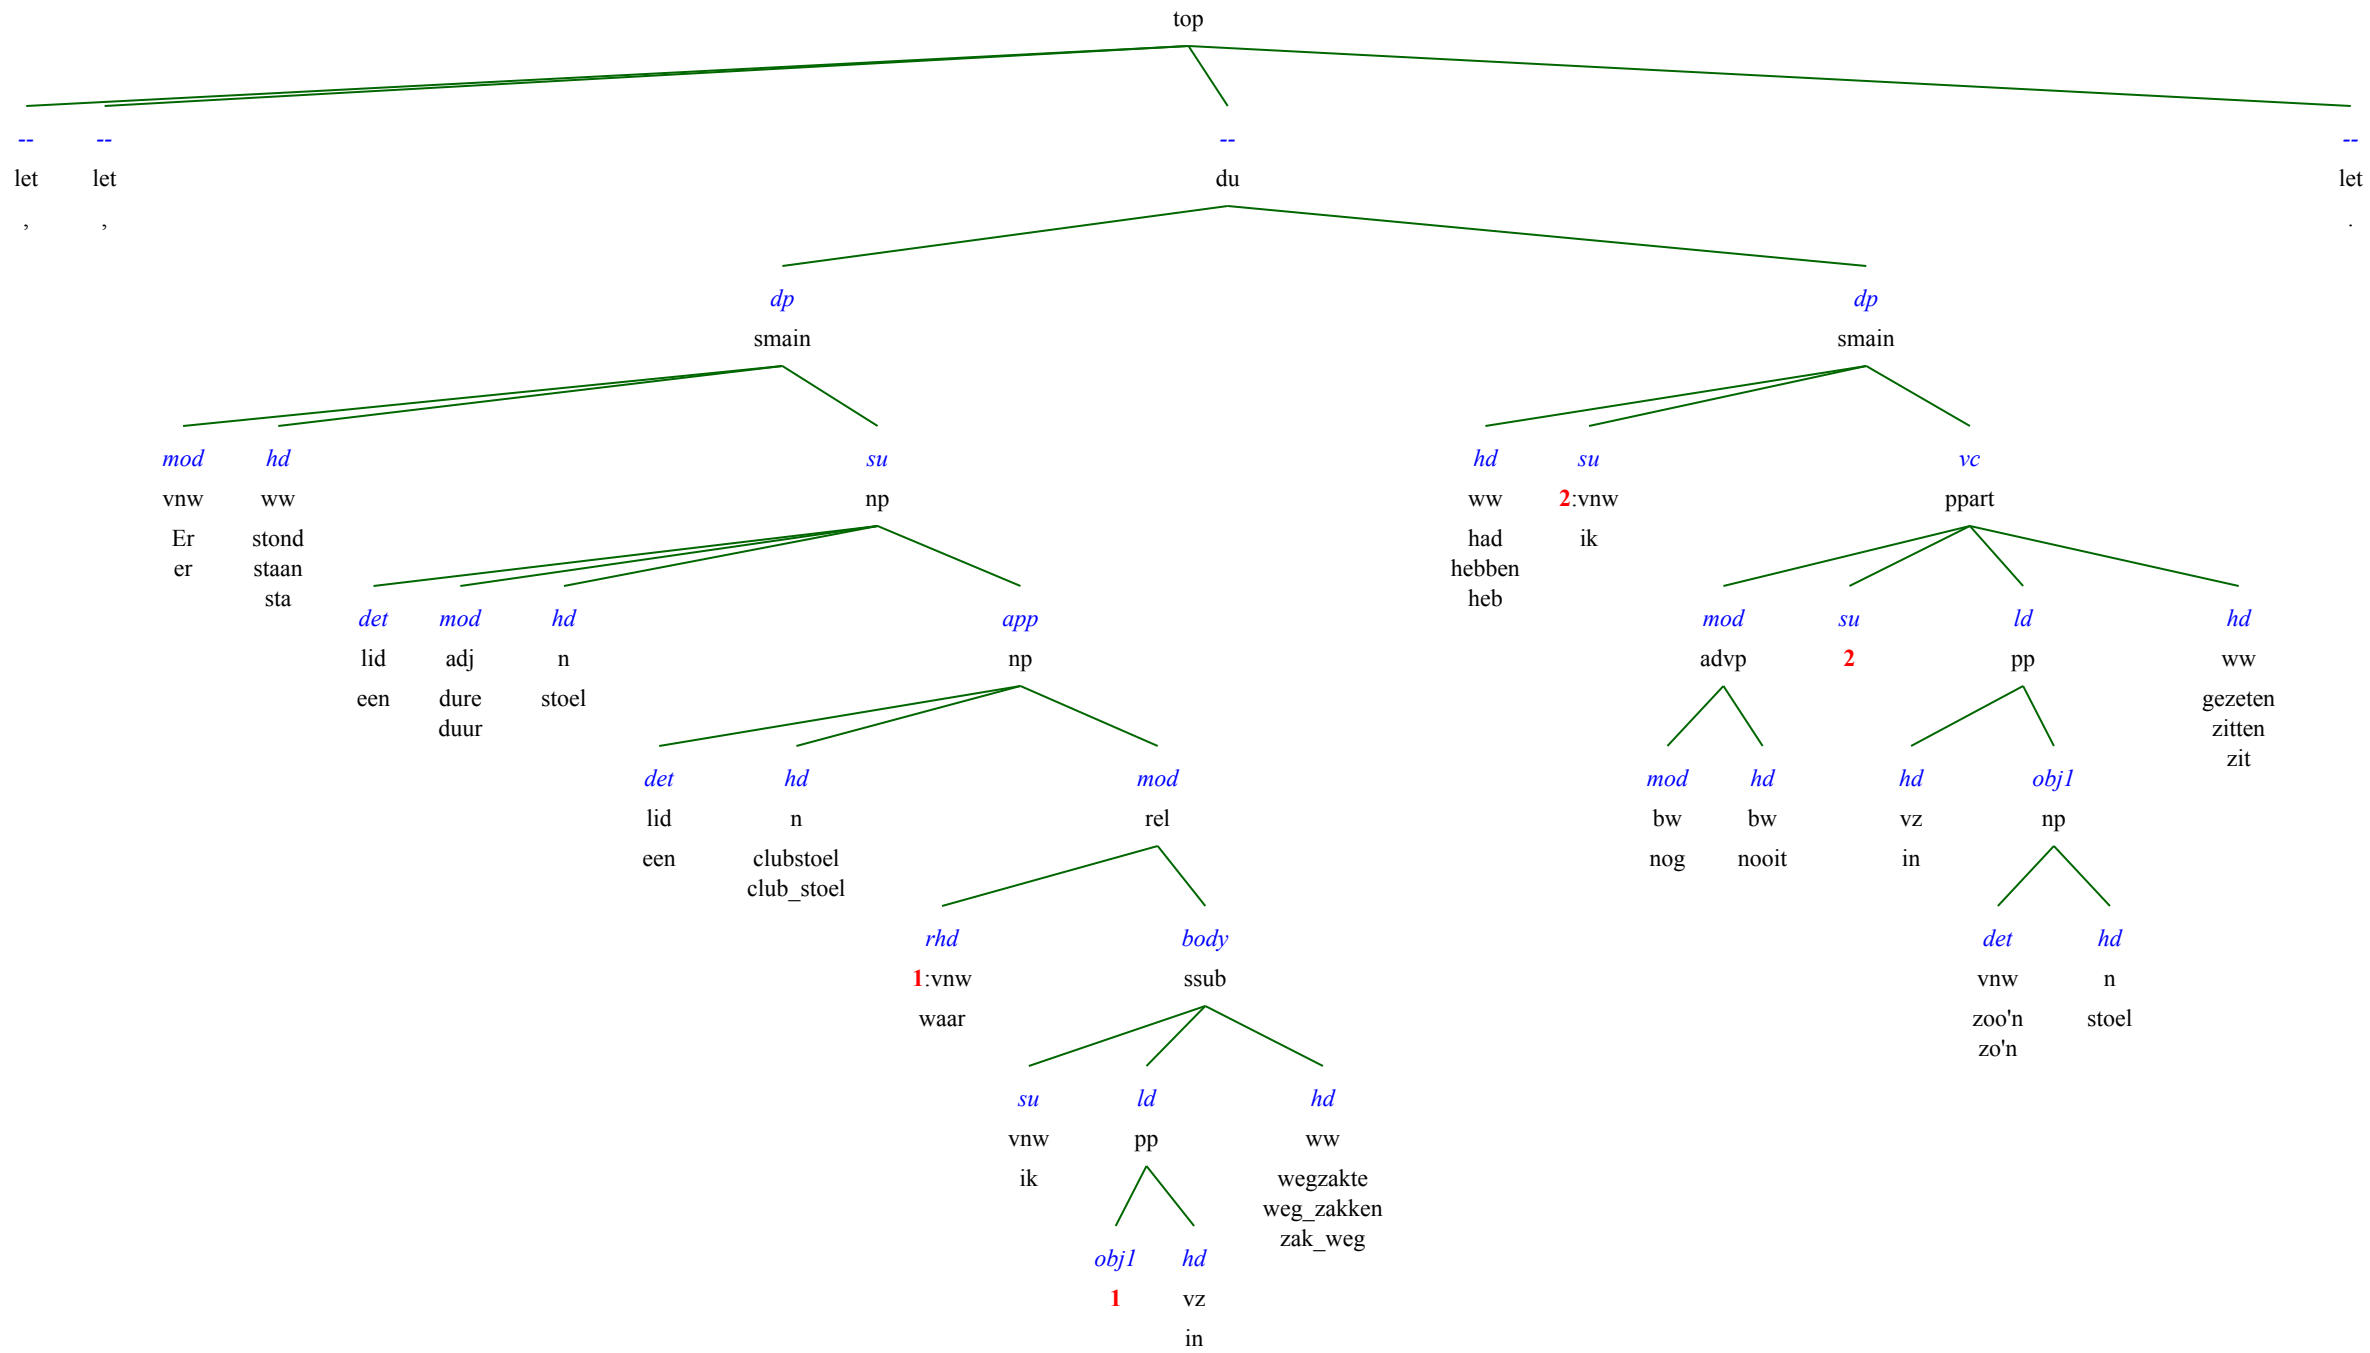 top
-- -- -- --
let let du let
, , .
dp dp
smain smain
mod hd su hd su vc
vnw ww np ww 2:vnw ppart
Er stond had ik
er staan hebben
sta heb
det mod hd app mod su ld hd
lid adj n np advp 2 pp ww
een dure stoel gezeten
duur zitten
zit
det hd mod mod hd hd obj1
lid n rel bw bw vz np
een clubstoel nog nooit in
club_stoel
rhd body det hd
1:vnw ssub vnw n
waar zoo'n stoel
zo'n
su ld hd
vnw pp ww
ik wegzakte
weg_zakken
zak_weg
obj1 hd
1 vz
in